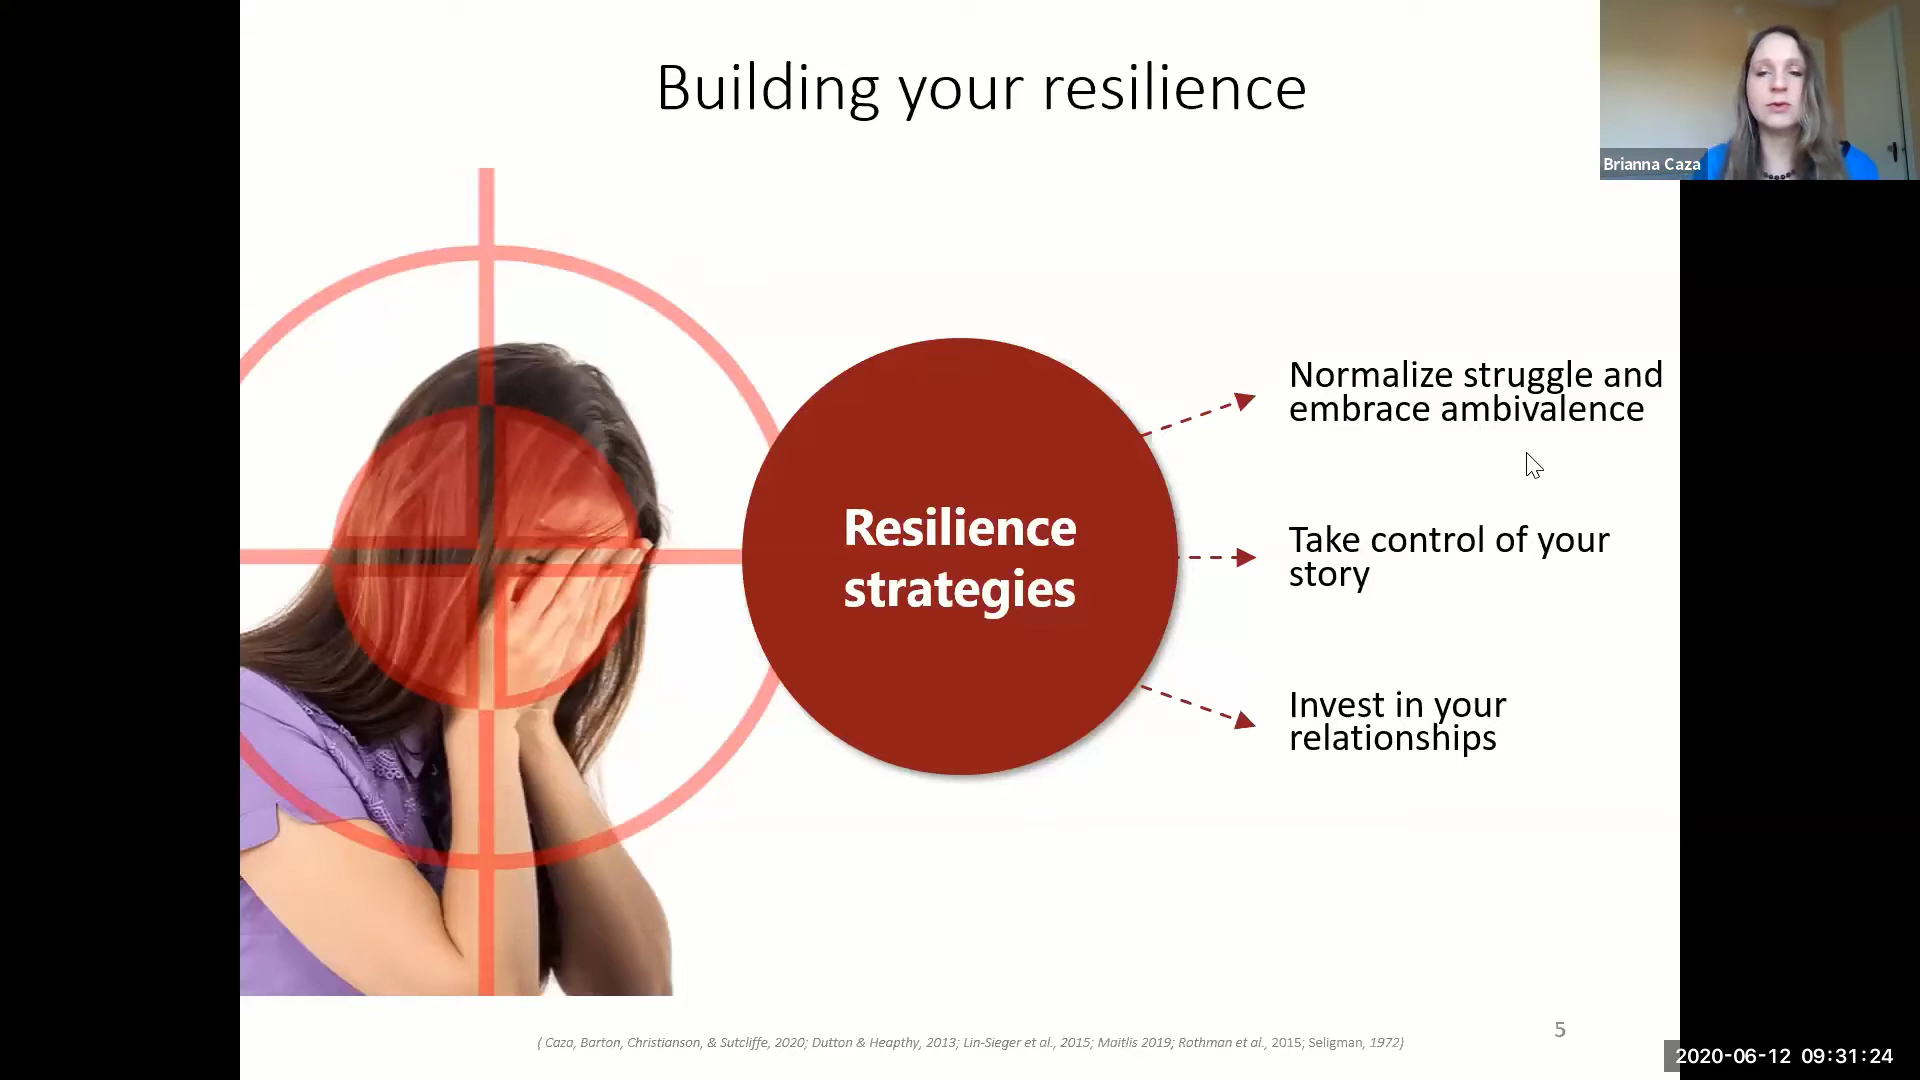 Building your resilience
Brianna Caza
Resilience
strategies
Normalize struggle and
embrace ambivalence
Take control of your
story
Invest in your
relationships
( Caza, Barton, Christianson, & Sutcliffe, 2020; Dutton & Heapthy, 2013; Lin-Sieger et al., 2015; Maitlis 2019; Rothman et al., 2015; Seligman, 1972)
5
2020-06-12 09:31:24